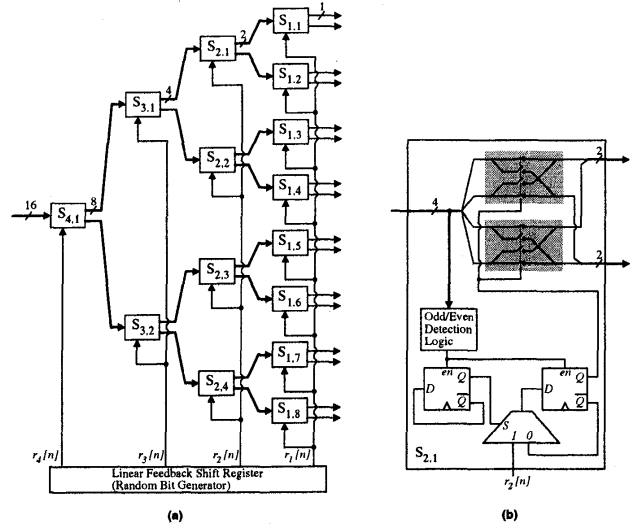 1
S1.1
2
S2.1
S1.2
4
S3.1
S1.3
S2,2
S1,4
16
8
S4,1
S1,5
S2,3
S1,6
S3,2
S1,7
S2,4
S1,8
r4[n]
r3[n]
r2[n]
r1[n]
Linear Feedback Shift Register
(Random Bit Generator)
(a)
2
4
2
Odd/Even
Detection
Logic
en
D
Q
Q̅
en
D
Q
Q̅
S
1 0
S2.1
r2[n]
(b)